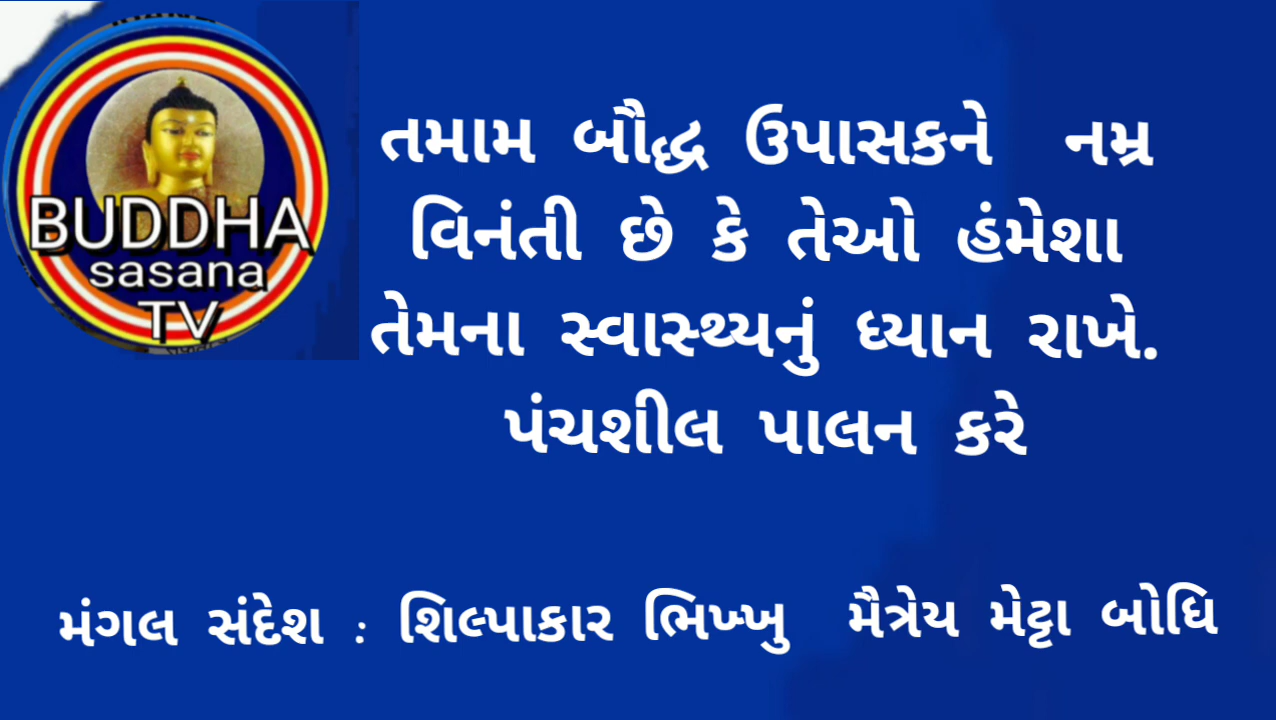 BUDDHA
sasana
TV
તમામ બૌદ્ધ ઉપાસકને નમ્ર
વિનંતી છે કે તેઓ હંમેશા
તેમના સ્વાસ્થ્યનું ધ્યાન રાખે.
પંચશીલ પાલન કરે
મંગલ સંદેશ : શિલ્પાકાર ભિખ્ખુ મૈત્રેય મેટ્ટા બોધિ